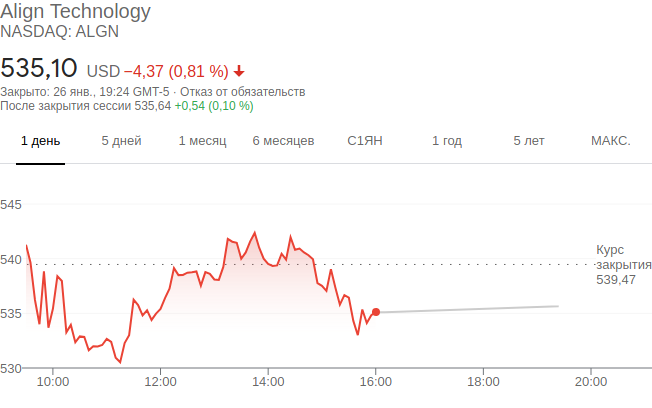 Align Technology
NASDAQ: ALGN
535,10 USD −4,37 (0,81 %)
Закрыто: 26 янв., 19:24 GMT-5 · Отказ от обязательств
После закрытия сессии 535,64 +0,54 (0,10 %)
1 день 5 дней 1 месяц 6 месяцев С1ЯН 1 год 5 лет МАКС.
545
540
535
530
Курс
закрытия
539,47
10:00 12:00 14:00 16:00 18:00 20:00